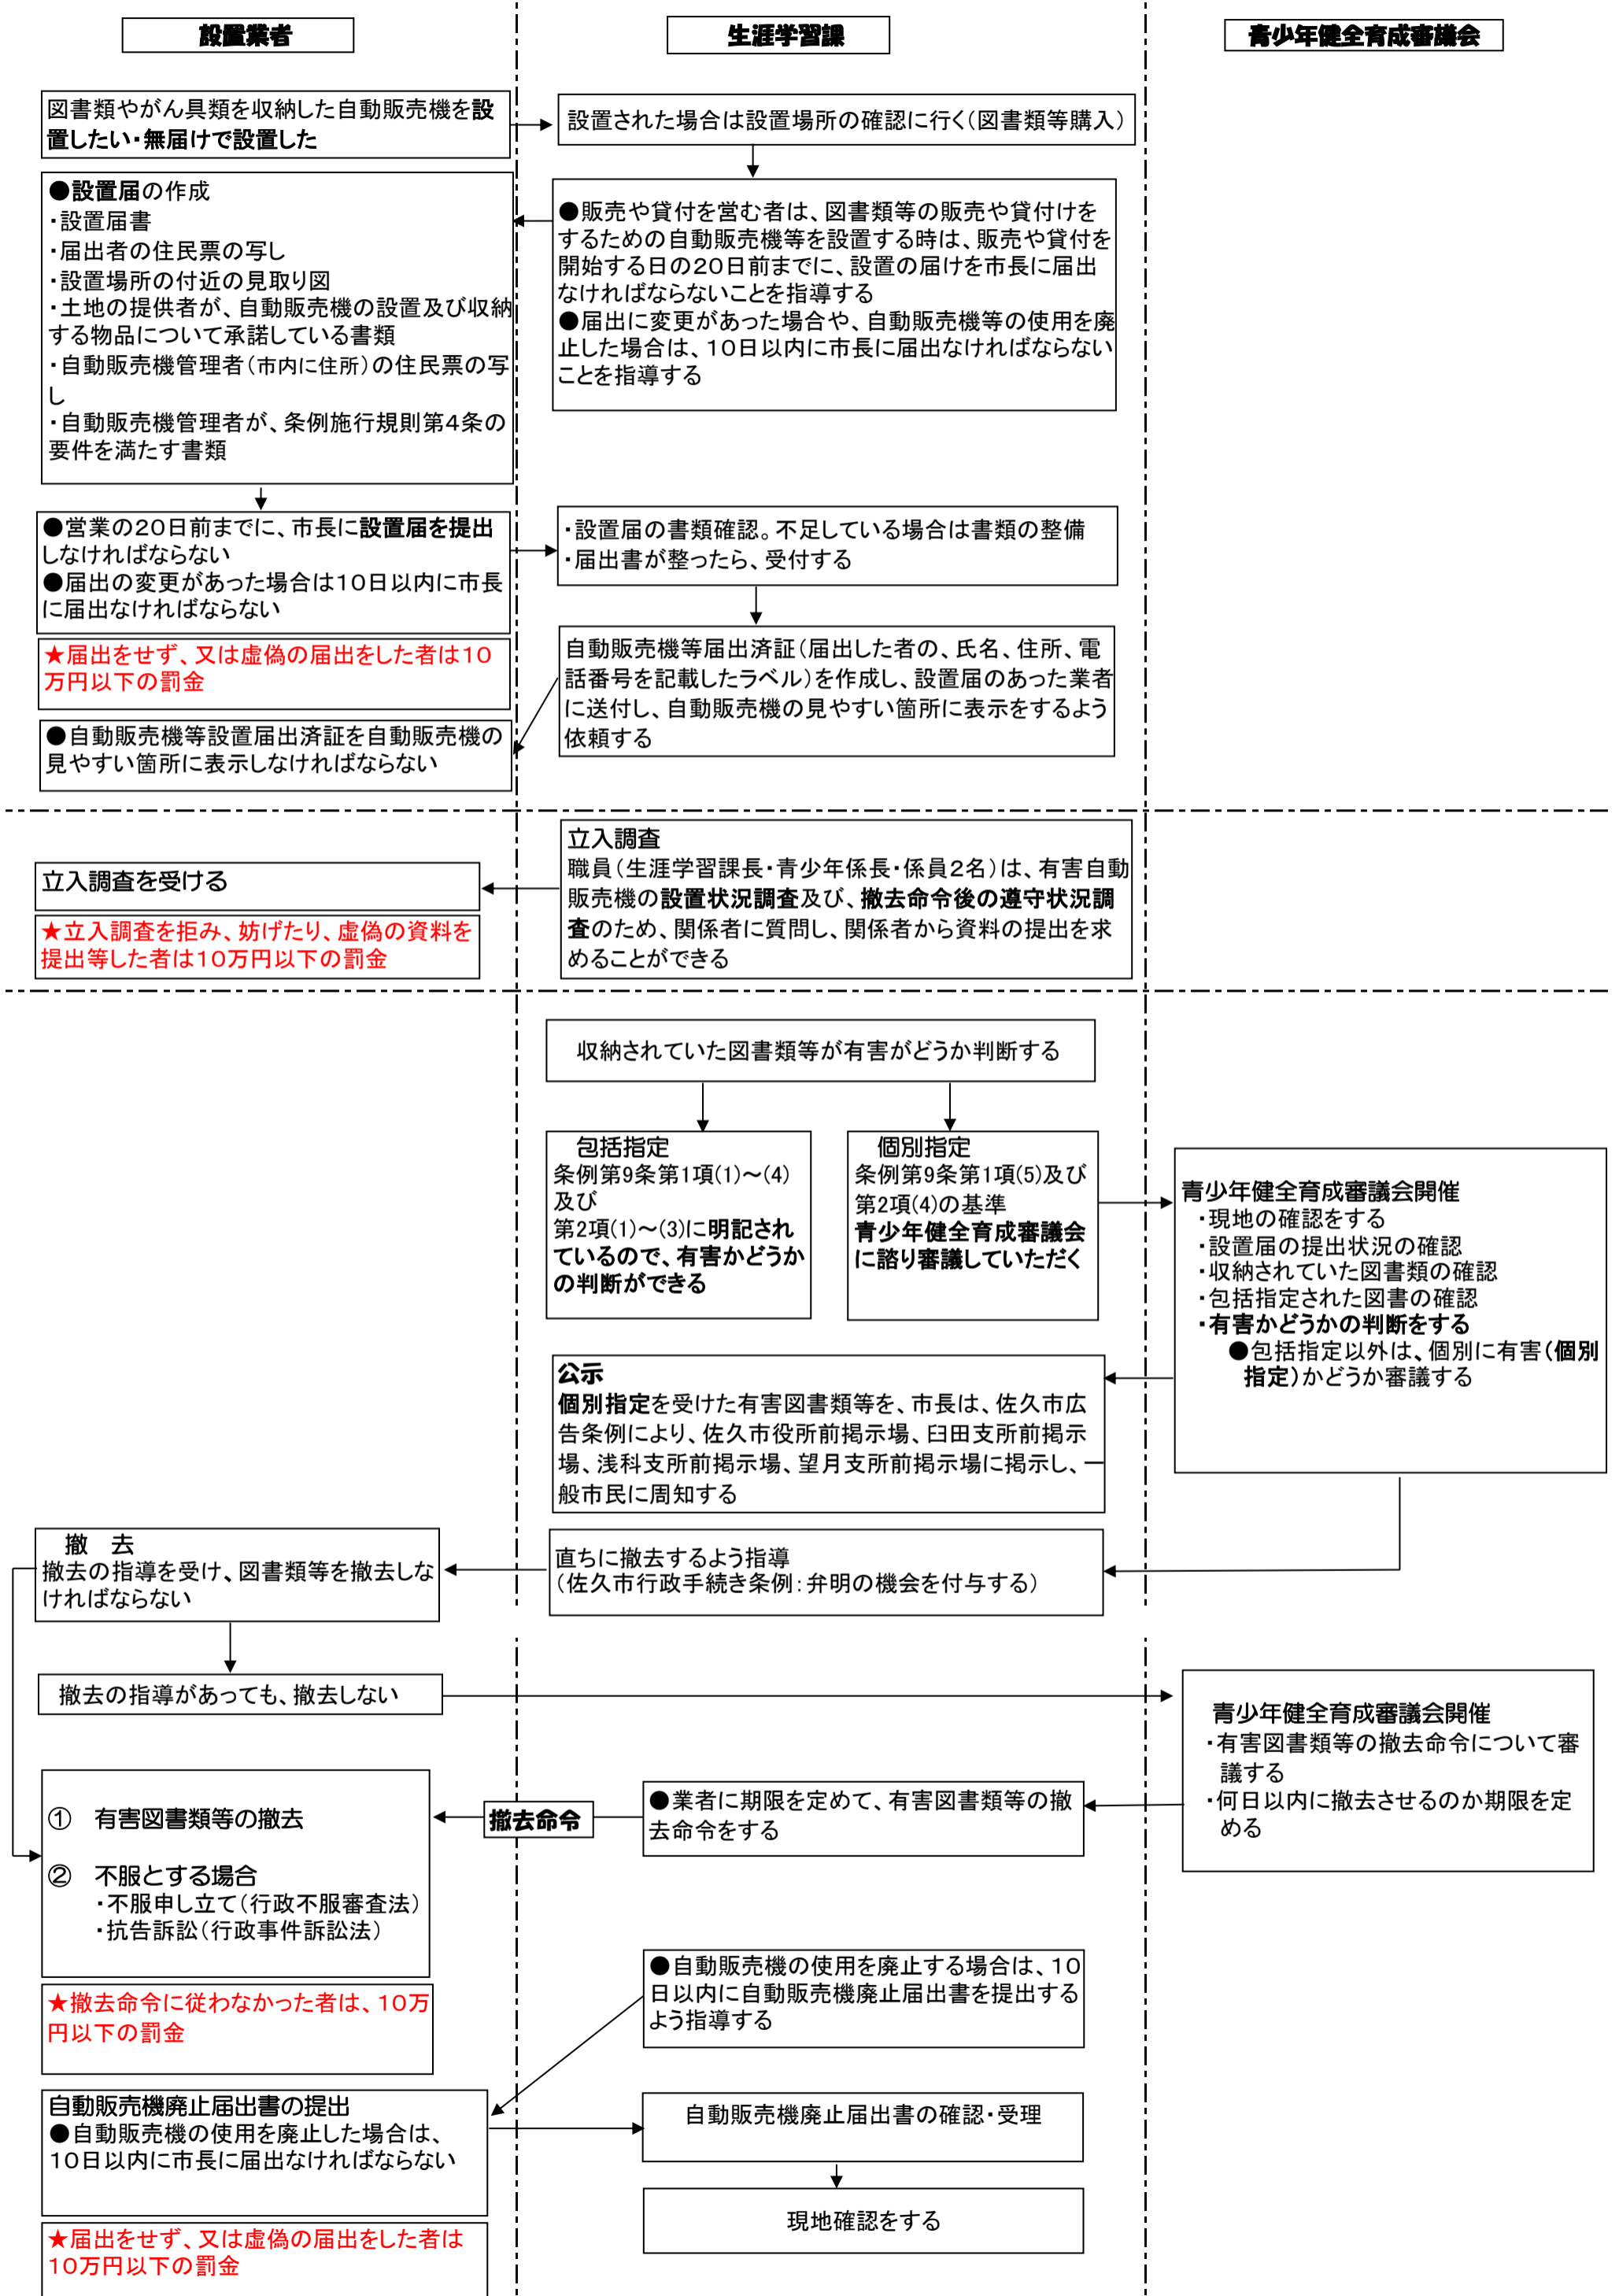 設置業者
生涯学習課
青少年健全育成審議会
図書類やがん具類を収納した自動販売機を設
置したい・無届けで設置した
設置された場合は設置場所の確認に行く(図書類等購入)
●設置届の作成
・設置届書
・届出者の住民票の写し
・設置場所の付近の見取り図
・土地の提供者が、自動販売機の設置及び収納
する物品について承諾している書類
・自動販売機管理者(市内に住所)の住民票の写
し
・自動販売機管理者が、条例施行規則第4条の
要件を満たす書類
●販売や貸付を営む者は、図書類等の販売や貸付けを
するための自動販売機等を設置する時は、販売や貸付を
開始する日の20日前までに、設置の届けを市長に届出
なければならないことを指導する
●届出に変更があった場合や、自動販売機等の使用を廃
止した場合は、10日以内に市長に届出なければならない
ことを指導する
●営業の20日前までに、市長に設置届を提出
しなければならない
●届出の変更があった場合は10日以内に市長
に届出なければならない
・設置届の書類確認。不足している場合は書類の整備
・届出書が整ったら、受付する
★届出をせず、又は虚偽の届出をした者は10
万円以下の罰金
自動販売機等届出済証(届出した者の、氏名、住所、電
話番号を記載したラベル)を作成し、設置届のあった業者
に送付し、自動販売機の見やすい箇所に表示をするよう
依頼する
●自動販売機等設置届出済証を自動販売機の
見やすい箇所に表示しなければならない
立入調査
職員(生涯学習課長・青少年係長・係員2名)は、有害自動
販売機の設置状況調査及び、撤去命令後の遵守状況調
査のため、関係者に質問し、関係者から資料の提出を求
めることができる
立入調査を受ける
★立入調査を拒み、妨げたり、虚偽の資料を
提出等した者は10万円以下の罰金
収納されていた図書類等が有害がどうか判断する
包括指定
条例第9条第1項(1)～(4)
及び
第2項(1)～(3)に明記され
ているので、有害かどうか
の判断ができる
個別指定
条例第9条第1項(5)及び
第2項(4)の基準
青少年健全育成審議会
に諮り審議していただく
青少年健全育成審議会開催
・現地の確認をする
・設置届の提出状況の確認
・収納されていた図書類の確認
・包括指定された図書の確認
・有害かどうかの判断をする
●包括指定以外は、個別に有害(個別
指定)かどうか審議する
公示
個別指定を受けた有害図書類等を、市長は、佐久市広
告条例により、佐久市役所前掲示場、臼田支所前掲示
場、浅科支所前掲示場、望月支所前掲示場に掲示し、一
般市民に周知する
撤　去
撤去の指導を受け、図書類等を撤去しな
ければならない
直ちに撤去するよう指導
(佐久市行政手続き条例：弁明の機会を付与する)
撤去の指導があっても、撤去しない
青少年健全育成審議会開催
・有害図書類等の撤去命令について審
議する
・何日以内に撤去させるのか期限を定
める
●業者に期限を定めて、有害図書類等の撤
去命令をする
撤去命令
①　有害図書類等の撤去
②　不服とする場合
・不服申し立て(行政不服審査法)
・抗告訴訟(行政事件訴訟法)
★撤去命令に従わなかった者は、10万
円以下の罰金
●自動販売機の使用を廃止する場合は、10
日以内に自動販売機廃止届出書を提出する
よう指導する
自動販売機廃止届出書の提出
●自動販売機の使用を廃止した場合は、
10日以内に市長に届出なければならない
自動販売機廃止届出書の確認・受理
現地確認をする
★届出をせず、又は虚偽の届出をした者は
10万円以下の罰金